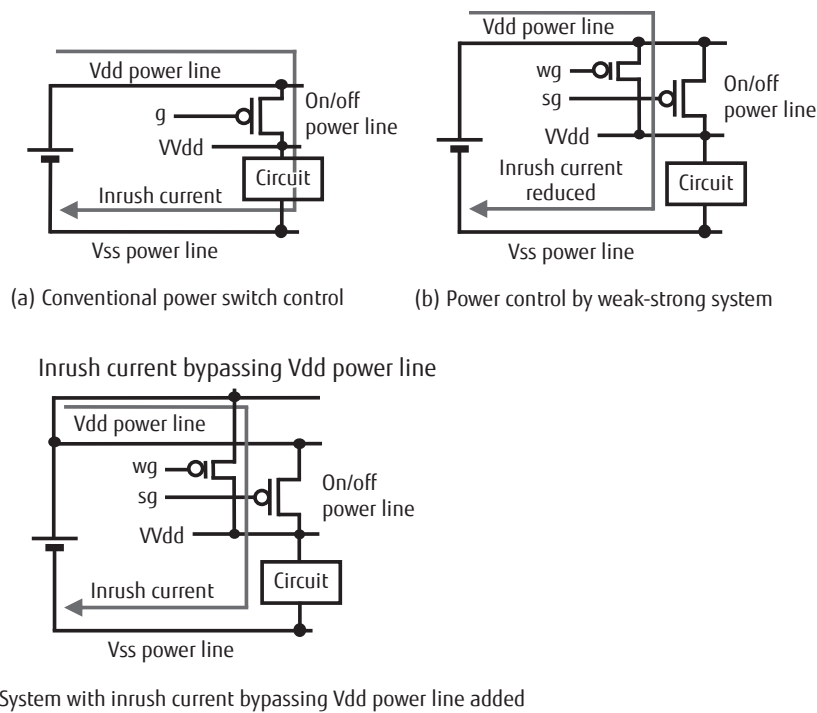 Vdd power line
g
On/off
power line
VVdd
Circuit
Inrush current
Vss power line
(a) Conventional power switch control
Vdd power line
wg
sg
On/off
power line
VVdd
Inrush current
reduced
Circuit
Vss power line
(b) Power control by weak-strong system
Inrush current bypassing Vdd power line
Vdd power line
wg
sg
On/off
power line
VVdd
Circuit
Inrush current
Vss power line
System with inrush current bypassing Vdd power line added